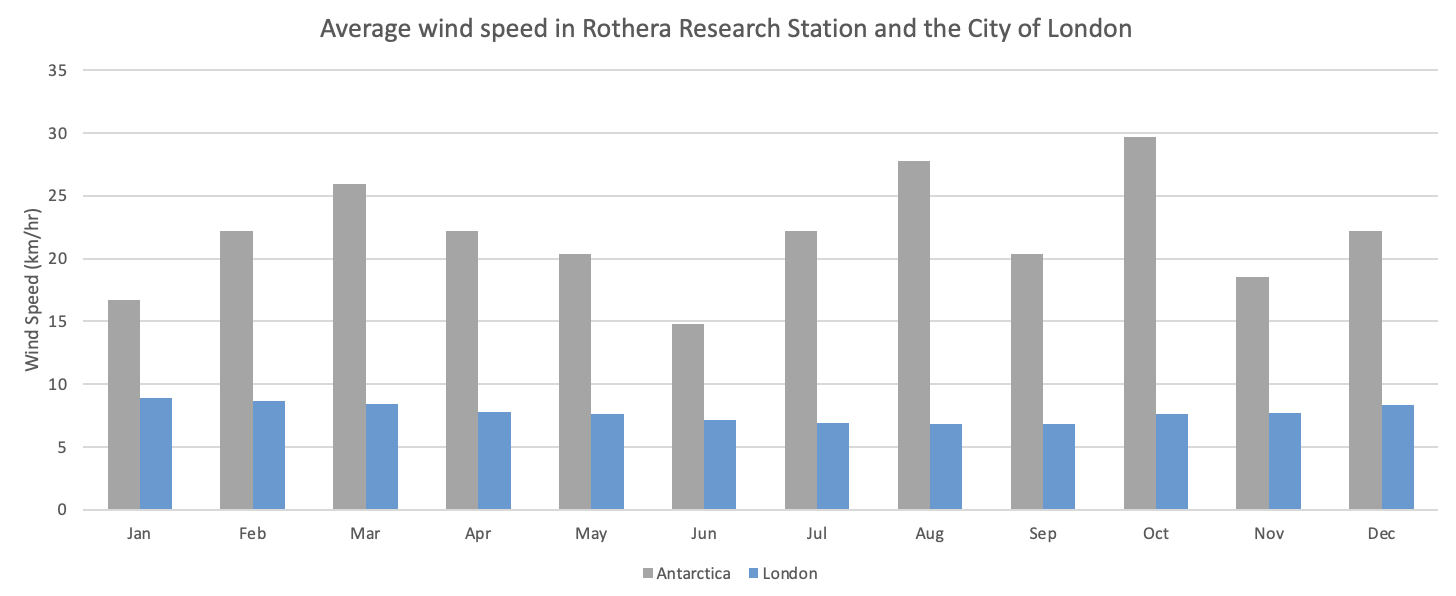 Average wind speed in Rothera Research Station and the City of London
35
30
25
20
15
10
5
0
Wind Speed (km/hr)
Jan Feb Mar Apr May Jun Jul Aug Sep Oct Nov Dec
Antarctica London